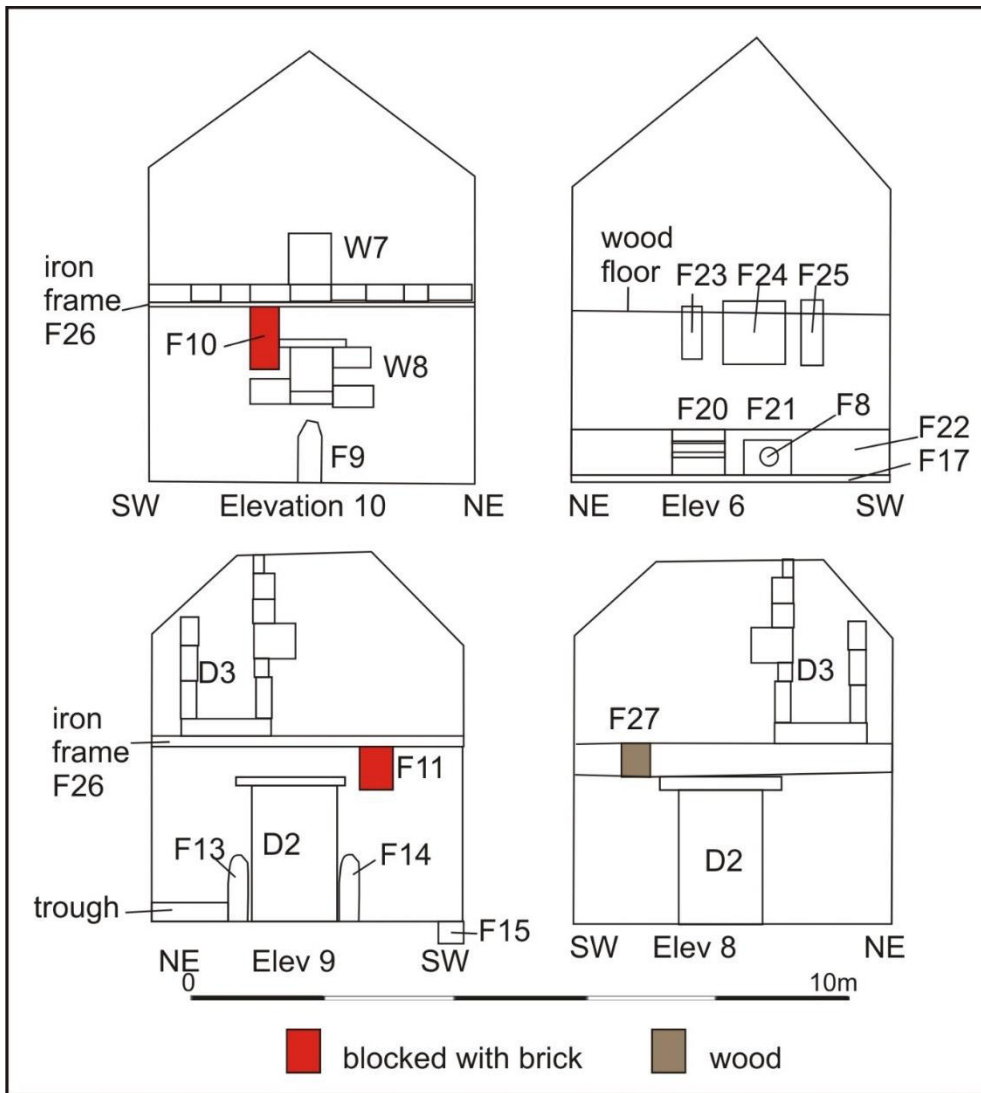 W7
iron
frame
F26
F10
W8
F9
SW Elevation 10 NE
wood
floor
F23 F24 F25
F20 F21 F8
F22
F17
NE Elev 6 SW
D3
iron
frame
F26
F11
F13 D2 F14
trough
F15
NE Elev 9 SW
D3
F27
D2
SW Elev 8 NE
0 10m
blocked with brick wood